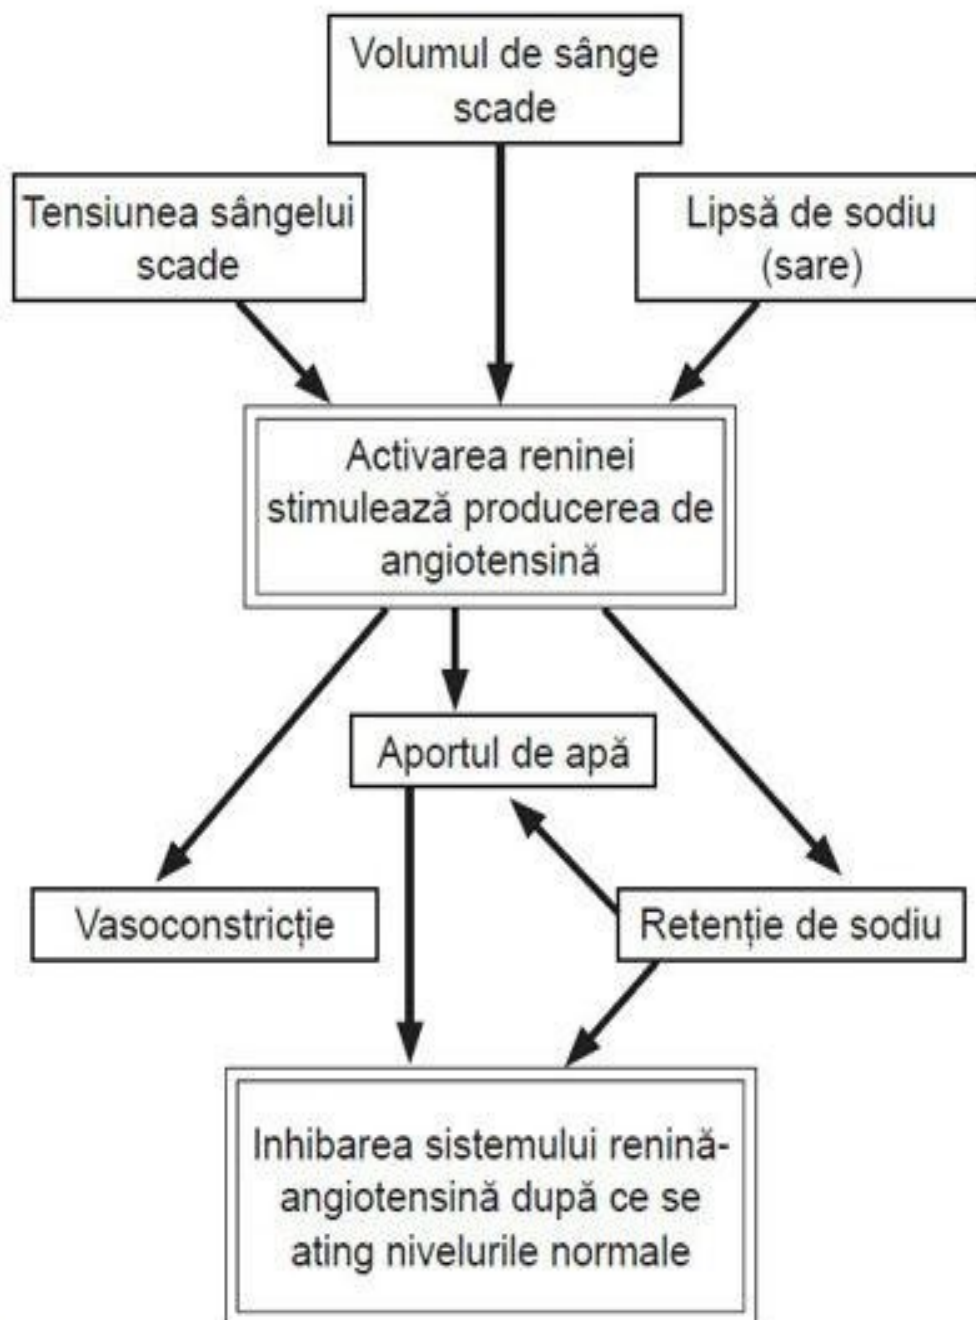 Volumul de sânge
scade
Tensiunea sângelui
scade
Lipsă de sodiu
(sare)
Activarea reninei
stimulează producerea de
angiotensină
Aportul de apă
Vasoconstricție
Retenție de sodiu
Inhibarea sistemului renină-
angiotensină după ce se
ating nivelurile normale